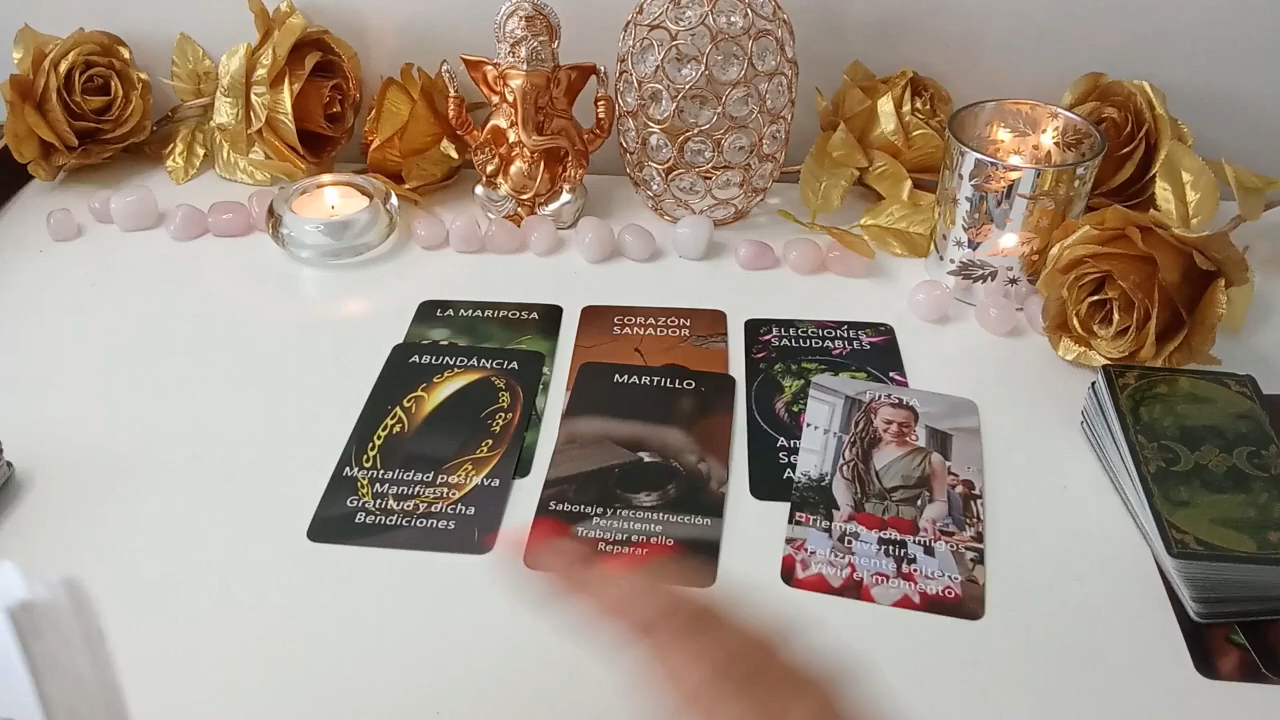 LA MARIPOSA
CORAZÓN
SANADOR
ELECCIONES
SALUDABLES
ABUNDÁNCIA
Mentalidad positiva
Manifiesto
Gratitud y dicha
Bendiciones
MARTILLO
Sabotaje y reconstrucción
Persistente
Trabajar en ello
Reparar
FIESTA
Tiempo con amigos
Divertirse
Felizmente soltero
Vivir el momento